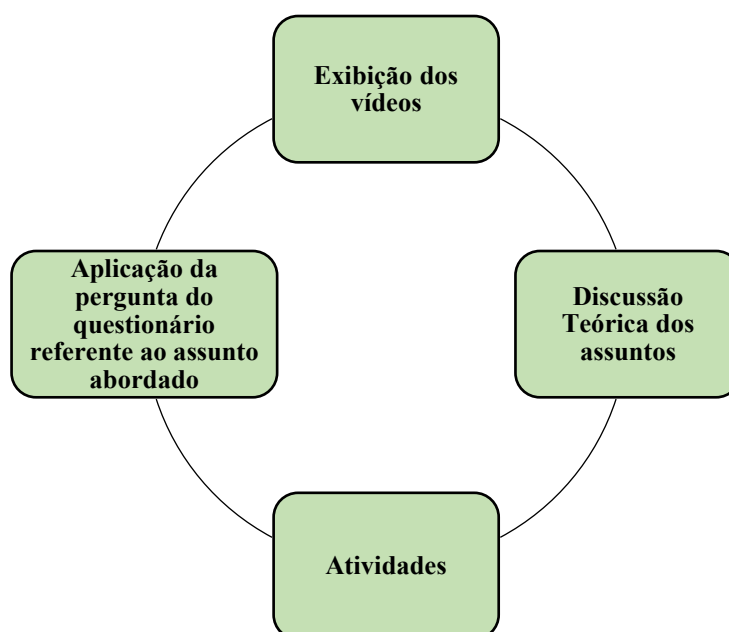 Exibição dos
vídeos
Aplicação da
pergunta do
questionário
referente ao assunto
abordado
Discussão
Teórica dos
assuntos
Atividades